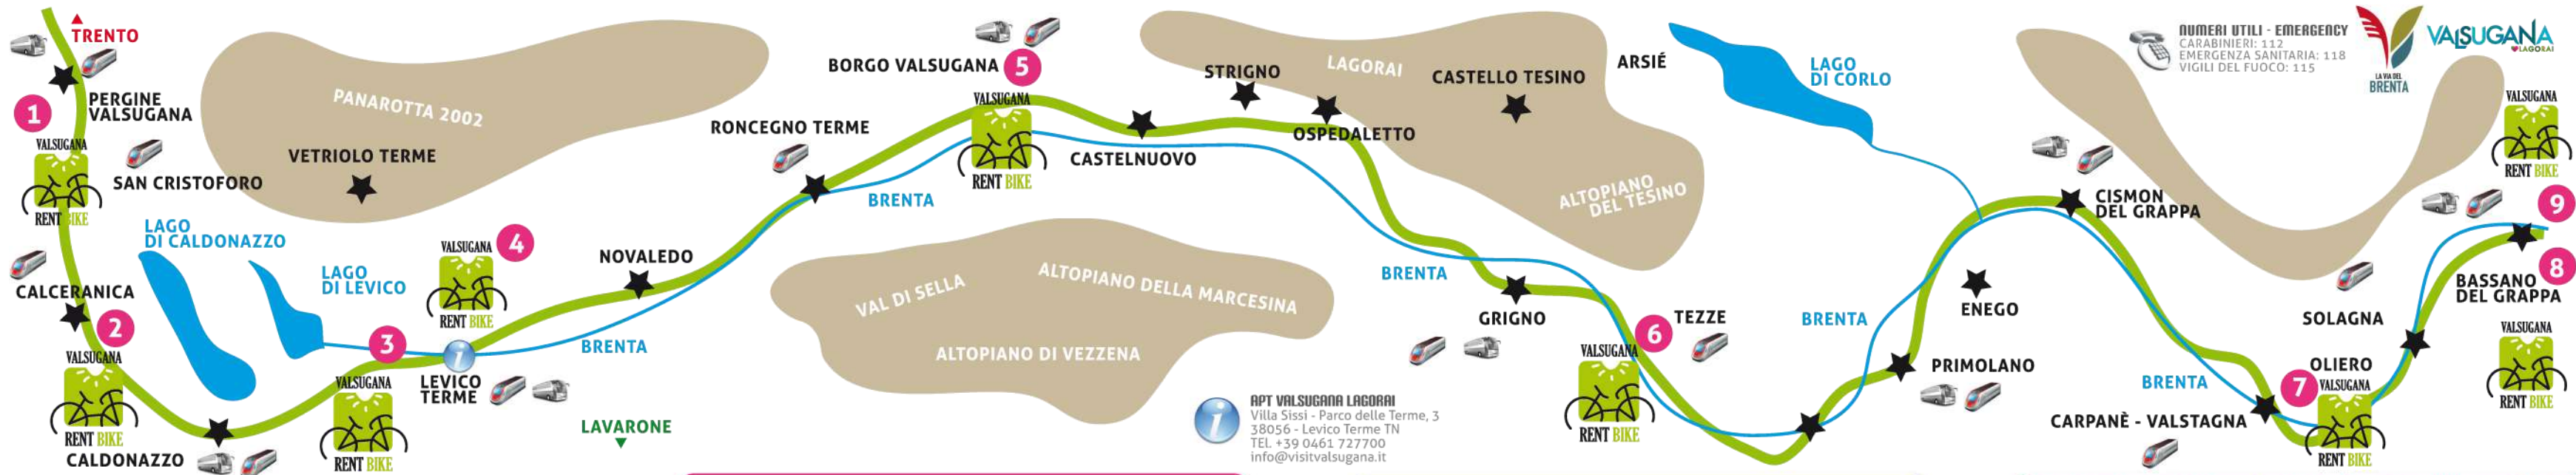 TRENTO
PERGINE
VALSUGANA
1
VALSUGANA
RENT BIKE
SAN CRISTOFORO
PANAROTTA 2002
VETRIOLO TERME
LAGO
DI CALDONAZZO
LAGO
DI LEVICO
CALCERANICA
2
VALSUGANA
RENT BIKE
CALDONAZZO
3
VALSUGANA
RENT BIKE
4
VALSUGANA
RENT BIKE
LEVICO
TERME
NOVALEDO
BRENTA
LAVARONE
RONCEGNO TERME
BRENTA
BORGO VALSUGANA
5
VALSUGANA
RENT BIKE
CASTELNUOVO
STRIGNO
OSPEDALETTO
LAGORAI
CASTELLO TESINO
ALTOPIANO
DEL TESINO
VAL DI SELLA
ALTOPIANO DELLA MARCESINA
ALTOPIANO DI VEZZENA
BRENTA
GRIGNO
6
TEZZE
VALSUGANA
RENT BIKE
i
APT VALSUGANA LAGORAI
Villa Sissi - Parco delle Terme, 3
38056 - Levico Terme TN
TEL. +39 0461 727700
info@visitvalsugana.it
ARSIÉ
LAGO
DI CORLO
BRENTA
ENEGO
PRIMOLANO
CISMON
DEL GRAPPA
BRENTA
CARPANÈ - VALSTAGNA
7
OLIERO
VALSUGANA
RENT BIKE
SOLAGNA
BASSANO
DEL GRAPPA
8
VALSUGANA
RENT BIKE
9
VALSUGANA
RENT BIKE
NUMERI UTILI - EMERGENCY
CARABINIERI: 112
EMERGENZA SANITARIA: 118
VIGILI DEL FUOCO: 115
LA VIA DEL
BRENTA
VALSUGANA
LAGORAI
i